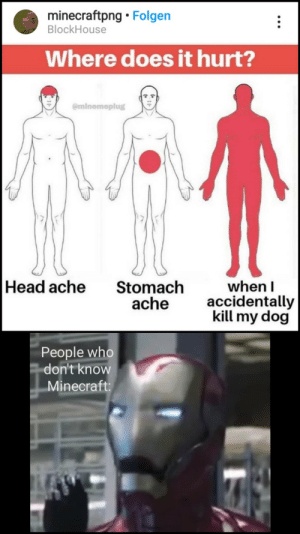 minecraftpng • Folgen
BlockHouse
Where does it hurt?
@mimemeplug
Head ache
Stomach
ache
when I
accidentally
kill my dog
People who
don't know
Minecraft: